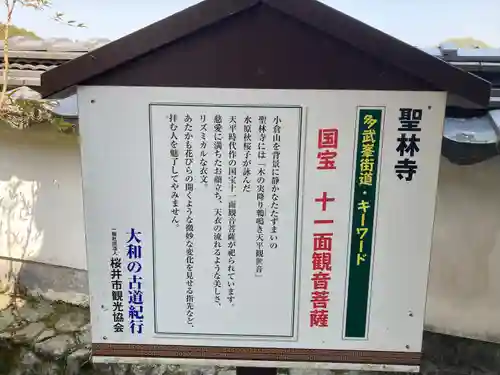 聖林寺
多武峯街道・キーワード
国宝 十一面観音菩薩
小倉山を背景に静かなたたずまいの
聖林寺には「木の実降り鵯鳴き天平観世音」
水原秋桜子が詠んだ
天平時代作の国宝十一面観音菩薩が祀られています。
慈愛に満ちたお顔立ち、天衣の流れるような美しさ、
リズミカルな衣文。
あたかも花びらの開くような微妙な変化を見せる指先など、
拝む人を魅了してやみません。
大和の古道紀行
一般社団法人 桜井市観光協会